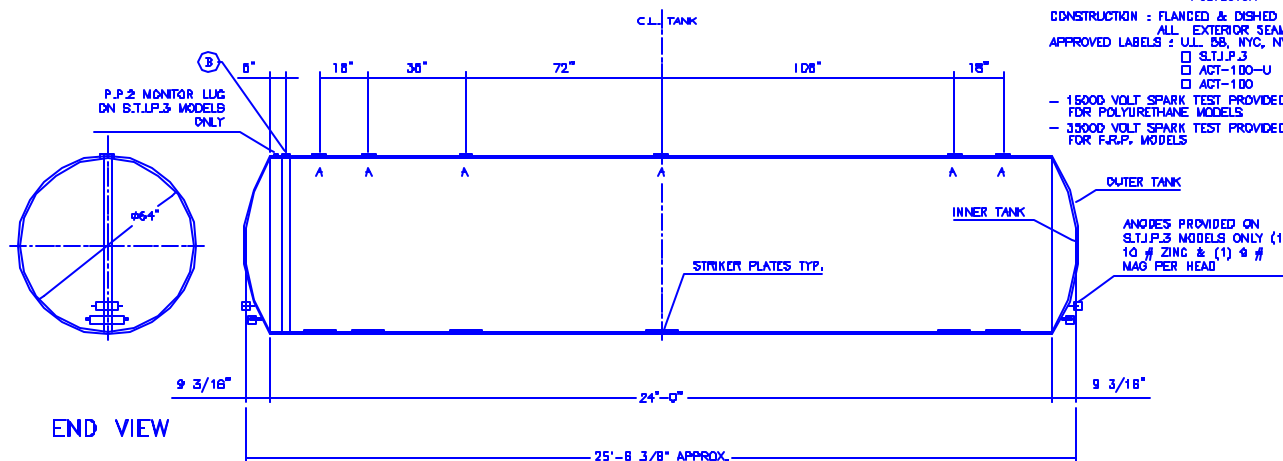 C.L. TANK
CONSTRUCTION : FLANGED & DISHED
ALL EXTERIOR SEAM
APPROVED LABELS : U.L. 58, NYC, NY
□ S.T.I.P.3
□ ACT-100-U
□ ACT-100
- 15000 VOLT SPARK TEST PROVIDED
FOR POLYURETHANE MODELS
- 35000 VOLT SPARK TEST PROVIDED
FOR F.R.P. MODELS
B
6" 18" 36" 72" 108" 18"
P.P.2 MONITOR LUG
ON S.T.I.P.3 MODELS
ONLY
A A A A A A
OUTER TANK
INNER TANK
ø64"
ANODES PROVIDED ON
S.T.I.P.3 MODELS ONLY (1
10 # ZINC & (1) 9 #
MAG PER HEAD
STRIKER PLATES TYP.
9 3/16" 9 3/16"
24'-0"
END VIEW
25'-6 3/8" APPROX.